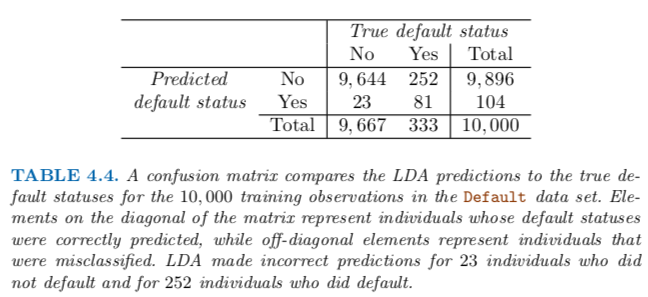 True default status
No Yes Total
Predicted No 9, 644 252 9, 896
default status Yes 23 81 104
Total 9, 667 333 10, 000
TABLE 4.4. A confusion matrix compares the LDA predictions to the true de-
fault statuses for the 10, 000 training observations in the Default data set. Ele-
ments on the diagonal of the matrix represent individuals whose default statuses
were correctly predicted, while off-diagonal elements represent individuals that
were misclassified. LDA made incorrect predictions for 23 individuals who did
not default and for 252 individuals who did default.